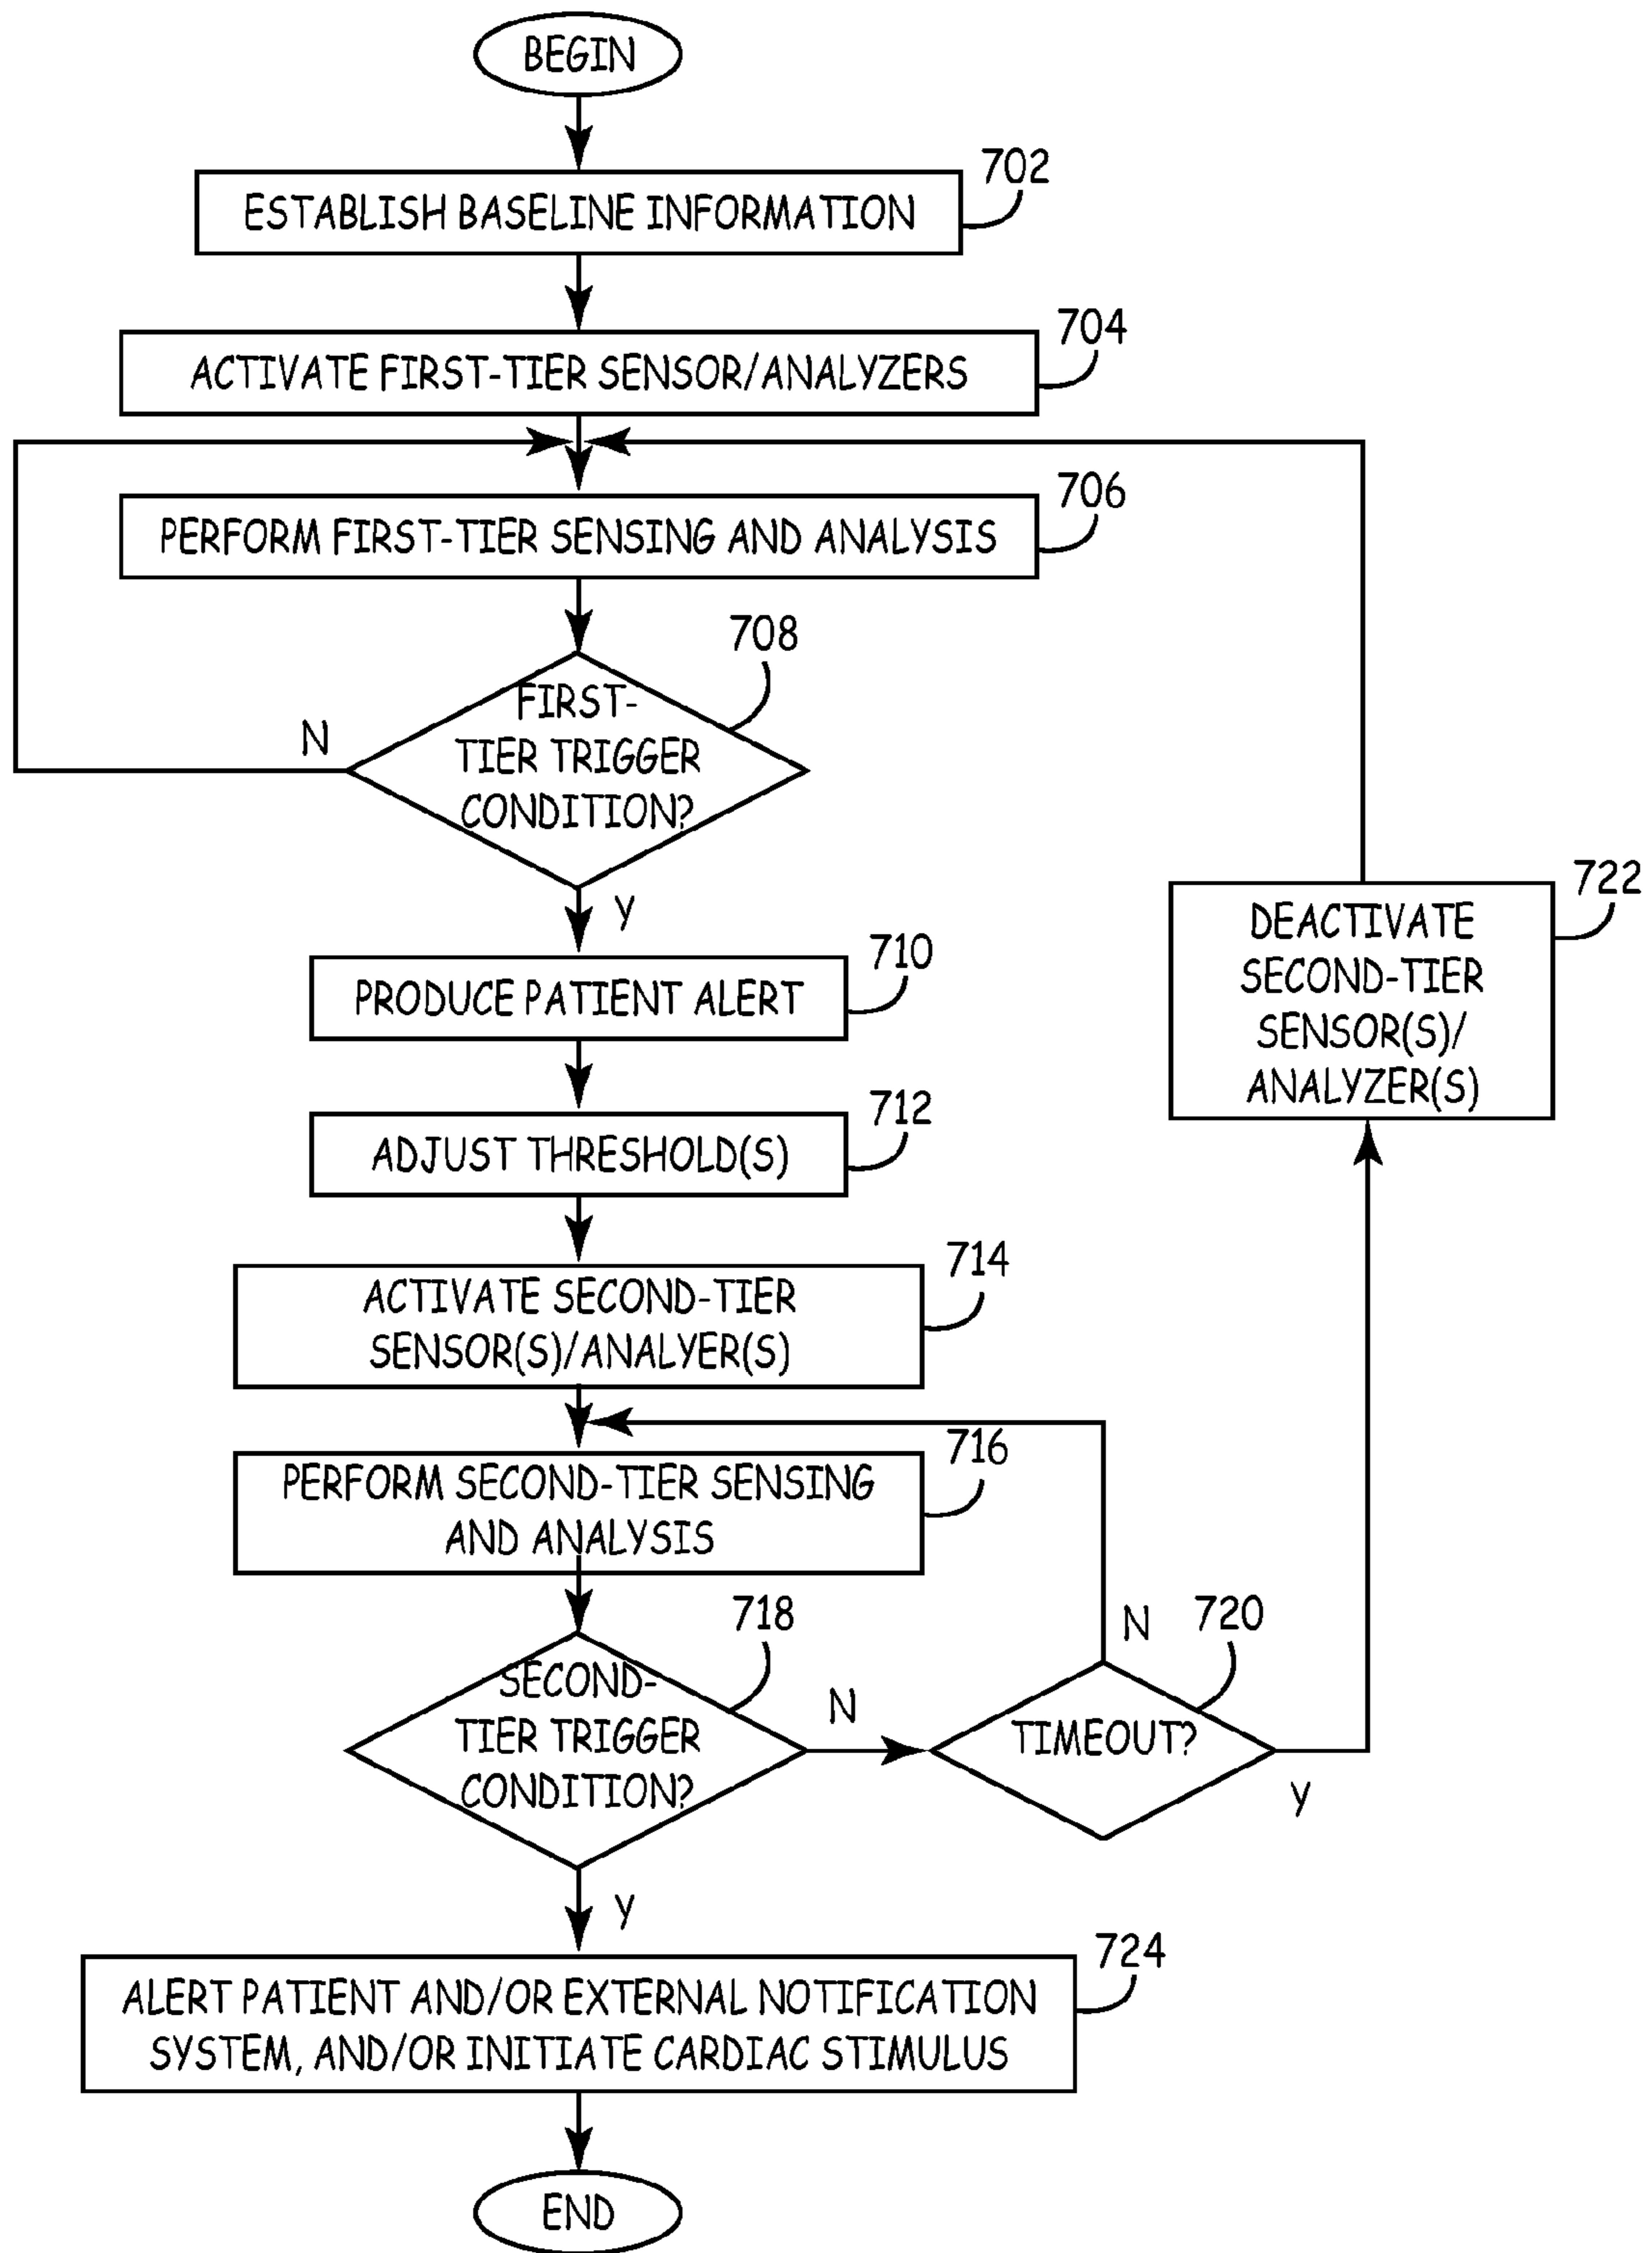 BEGIN
702
ESTABLISH BASELINE INFORMATION
704
ACTIVATE FIRST-TIER SENSOR/ANALYZERS
706
PERFORM FIRST-TIER SENSING AND ANALYSIS
708
FIRST-
TIER TRIGGER
CONDITION?
N
Y
710
PRODUCE PATIENT ALERT
712
ADJUST THRESHOLD(S)
714
ACTIVATE SECOND-TIER
SENSOR(S)/ANALYER(S)
716
PERFORM SECOND-TIER SENSING
AND ANALYSIS
718
SECOND-
TIER TRIGGER
CONDITION?
N
720
TIMEOUT?
N
Y
722
DEACTIVATE
SECOND-TIER
SENSOR(S)/
ANALYZER(S)
Y
724
ALERT PATIENT AND/OR EXTERNAL NOTIFICATION
SYSTEM, AND/OR INITIATE CARDIAC STIMULUS
END